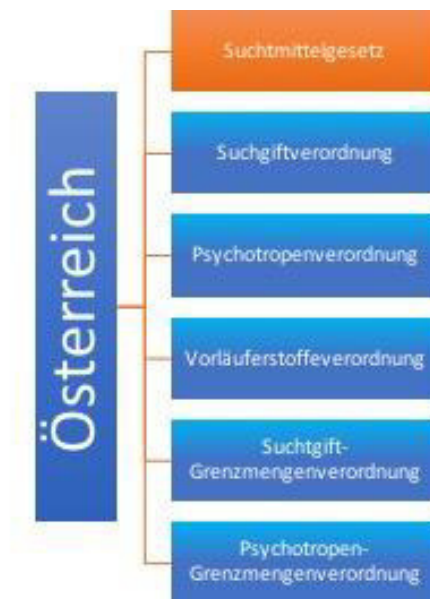 Österreich
Suchtmittelgesetz
Suchgiftverordnung
Psychotropenverordnung
Vorläuferstoffeverordnung
Suchtgift-
Grenzmengenverordnung
Psychotropen-
Grenzmengenverordnung